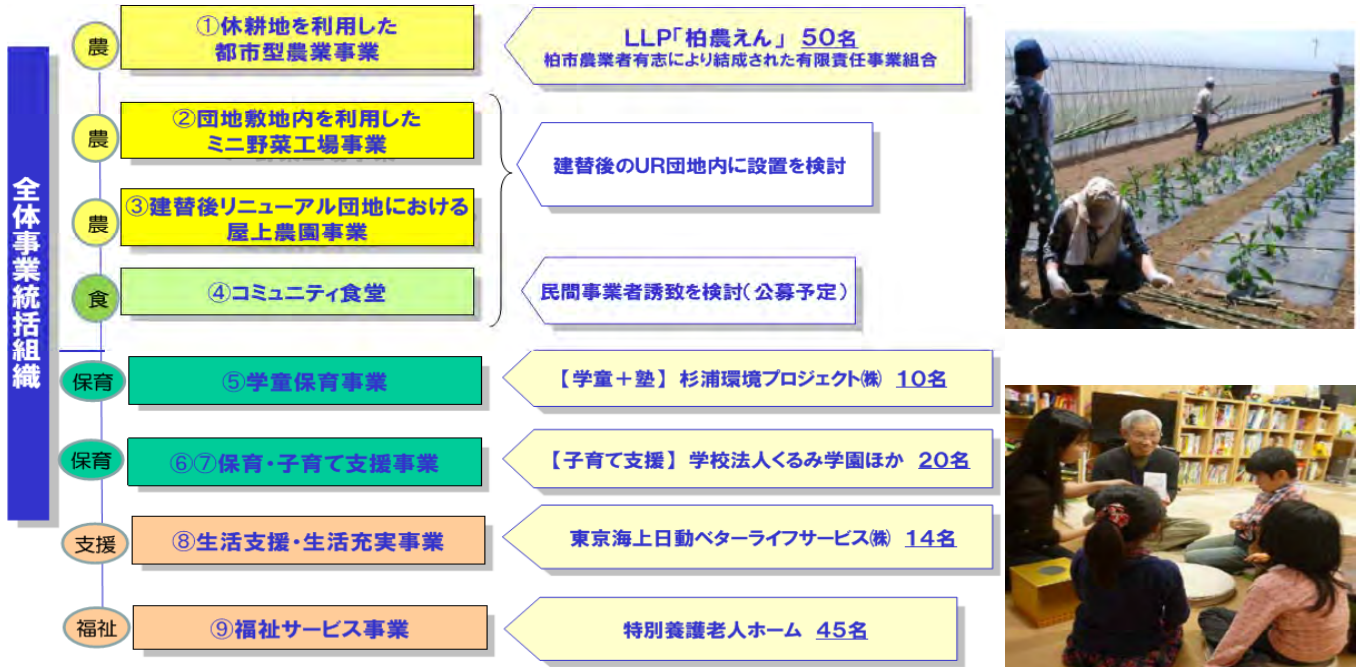 全体事業統括組織
農
①休耕地を利用した
都市型農業事業
LLP「柏農えん」 50名
柏市農業者有志により結成された有限責任事業組合
農
②団地敷地内を利用した
ミニ野菜工場事業
建替後のUR団地内に設置を検討
農
③建替後リニューアル団地における
屋上農園事業
食
④コミュニティ食堂
民間事業者誘致を検討(公募予定)
保育
⑤学童保育事業
【学童+塾】 杉浦環境プロジェクト㈱ 10名
保育
⑥⑦保育・子育て支援事業
【子育て支援】 学校法人くるみ学園ほか 20名
支援
⑧生活支援・生活充実事業
東京海上日動ベターライフサービス㈱ 14名
福祉
⑨福祉サービス事業
特別養護老人ホーム 45名